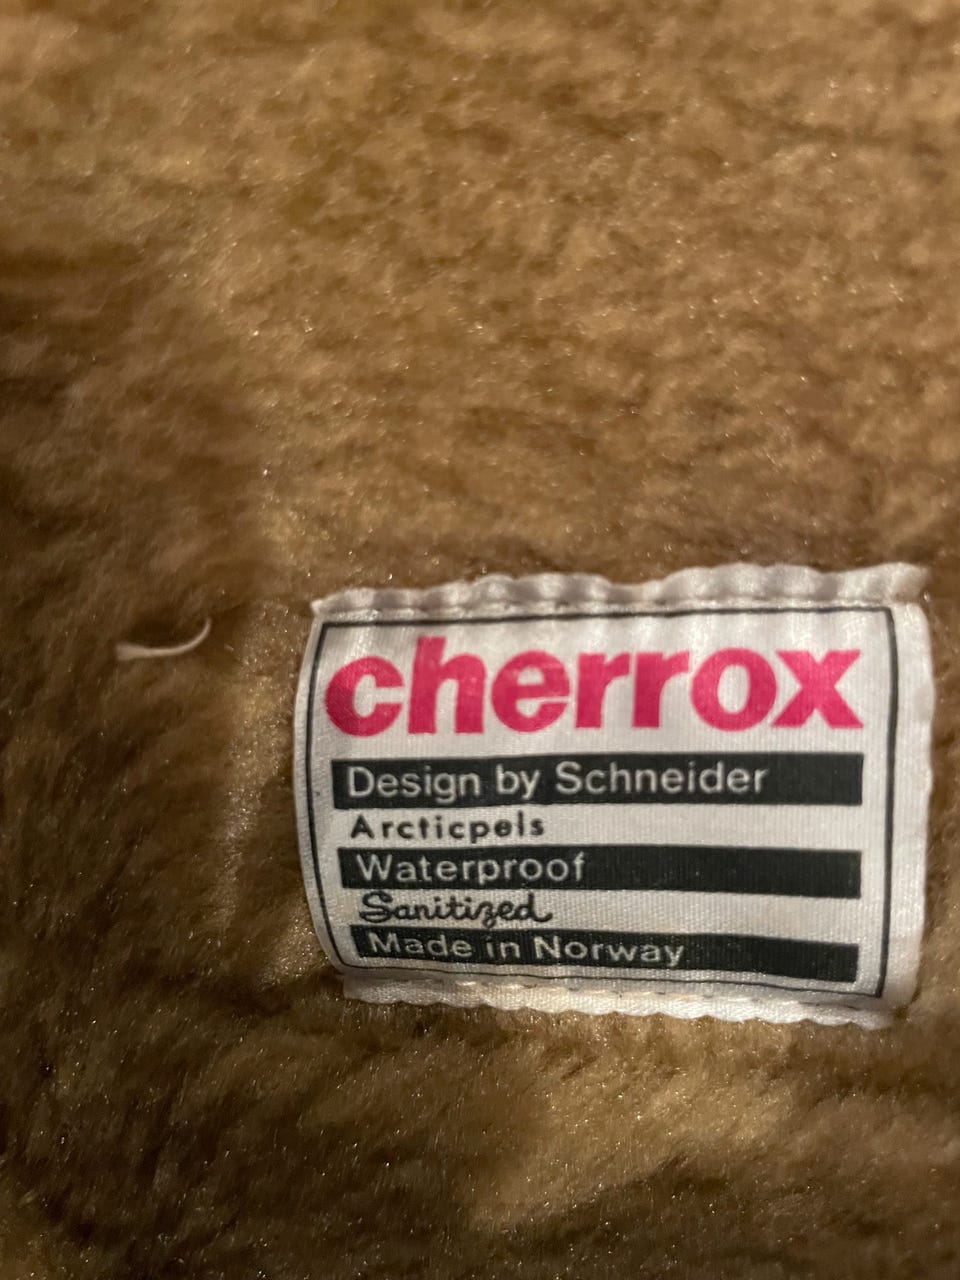 cherrox
Design by Schneider
Arcticpels
Waterproof
Sanitized
Made in Norway